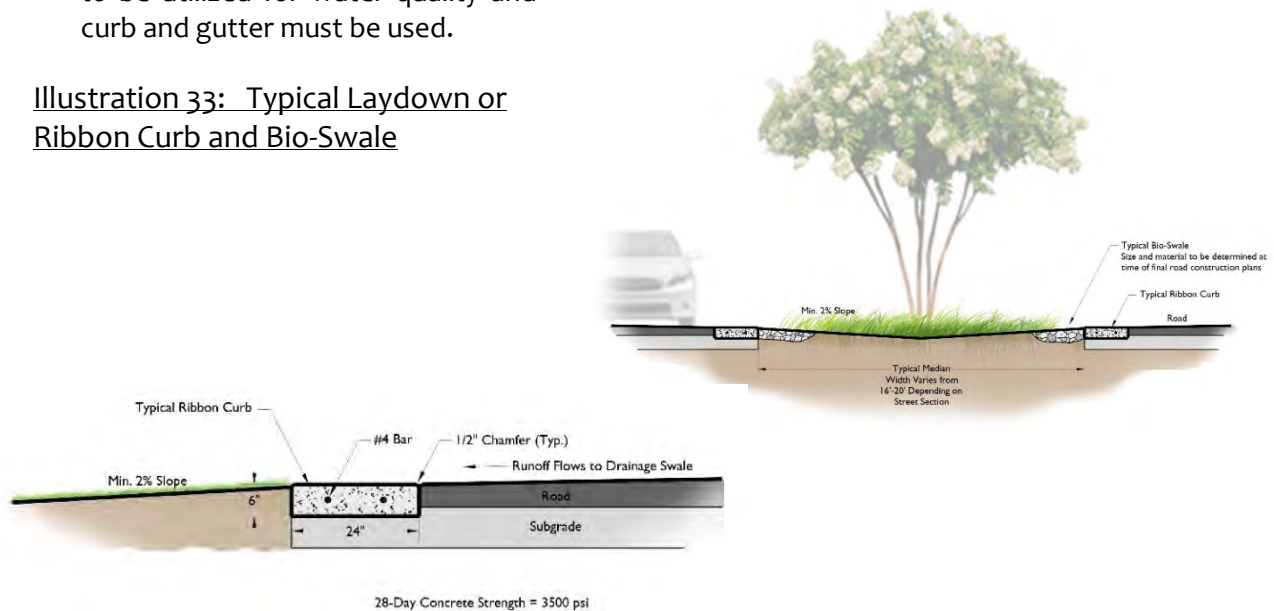 to be utilized for water quality and
curb and gutter must be used.
Illustration 33: Typical Laydown or
Ribbon Curb and Bio-Swale
Typical Bio-Swale
Size and material to be determined at
time of final road construction plans
Typical Ribbon Curb
Min. 2% Slope
Road
Typical Median
Width Varies from
16'-20' Depending on
Street Section
Typical Ribbon Curb
#4 Bar
1/2" Chamfer (Typ.)
Runoff Flows to Drainage Swale
Min. 2% Slope
6"
Road
24"
Subgrade
28-Day Concrete Strength = 3500 psi